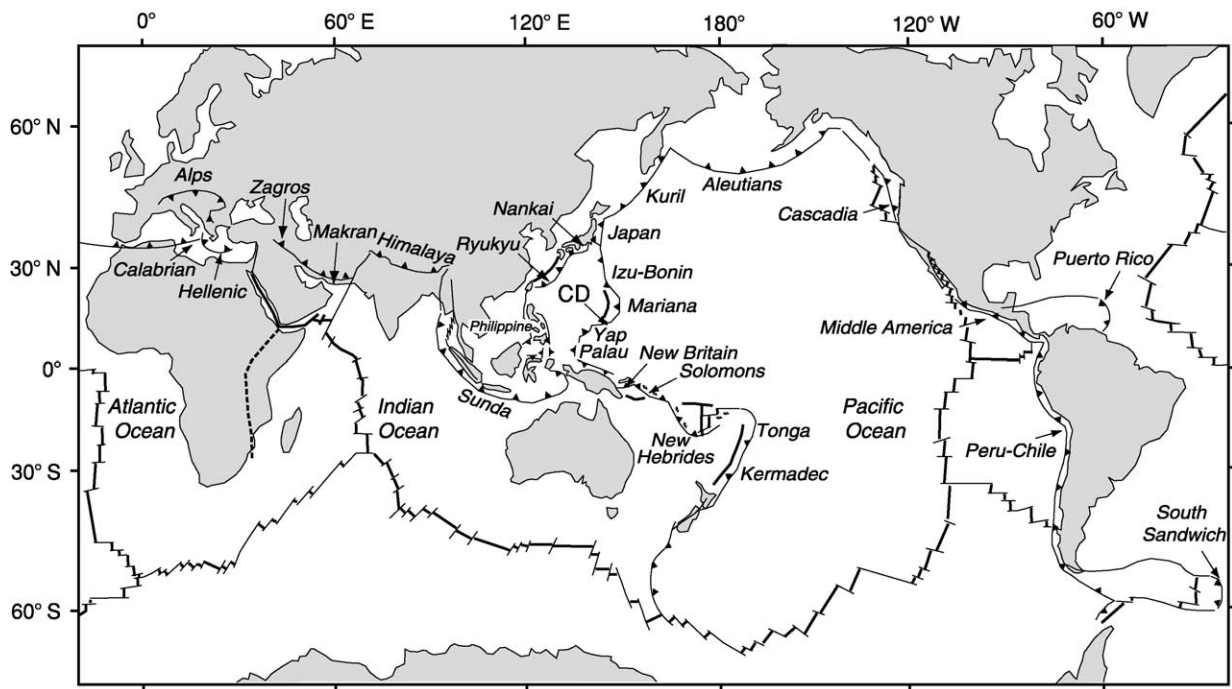 0° 60° E 120° E 180° 120° W 60° W
60° N
Alps
Zagros
Kuril
Aleutians
Nankai
Cascadia
Makran
Himalaya
Ryukyu
Japan
30° N
Calabrian
Puerto Rico
Hellenic
Izu-Bonin
CD
Mariana
Philippine
Middle America
Yap
Palau
New Britain
Solomons
0°
Sunda
Atlantic
Ocean
Indian
Ocean
Pacific
Ocean
New
Hebrides
Tonga
Peru-Chile
30° S
Kermadec
South
Sandwich
60° S